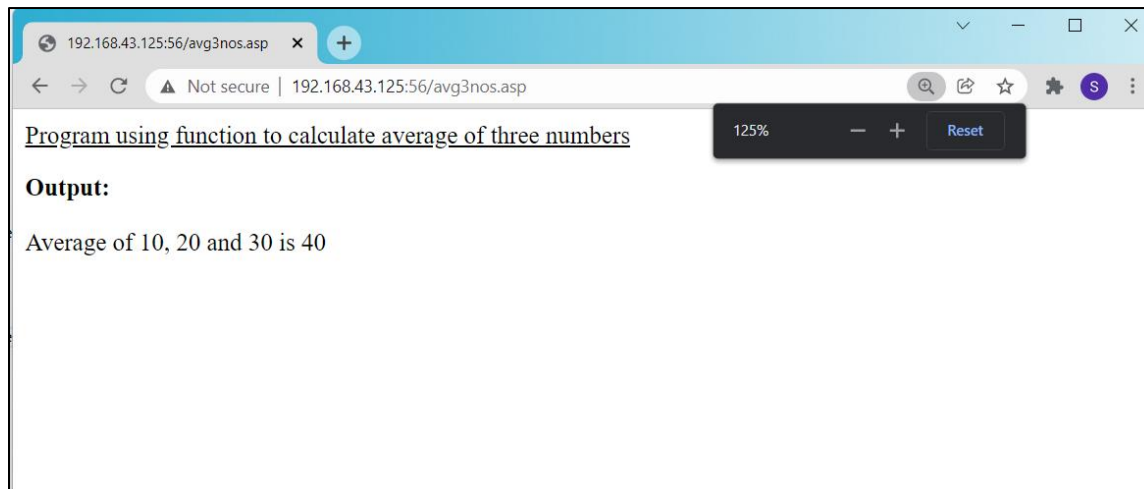 192.168.43.125:56/avg3nos.asp
Not secure | 192.168.43.125:56/avg3nos.asp
S
125%
Reset
Program using function to calculate average of three numbers
Output:
Average of 10, 20 and 30 is 40